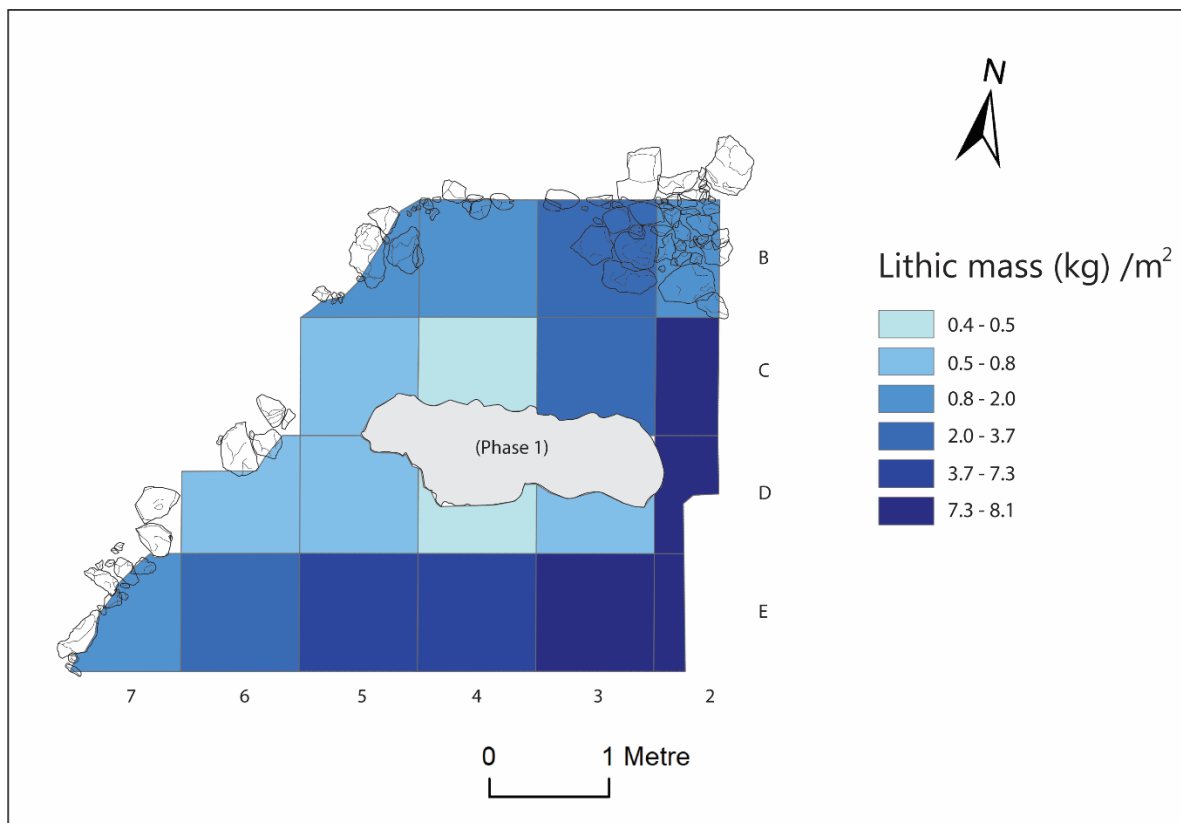 N
B
Lithic mass (kg) /m²
0.4 - 0.5
0.5 - 0.8
0.8 - 2.0
2.0 - 3.7
3.7 - 7.3
7.3 - 8.1
C
(Phase 1)
D
E
7 6 5 4 3 2
0 1 Metre